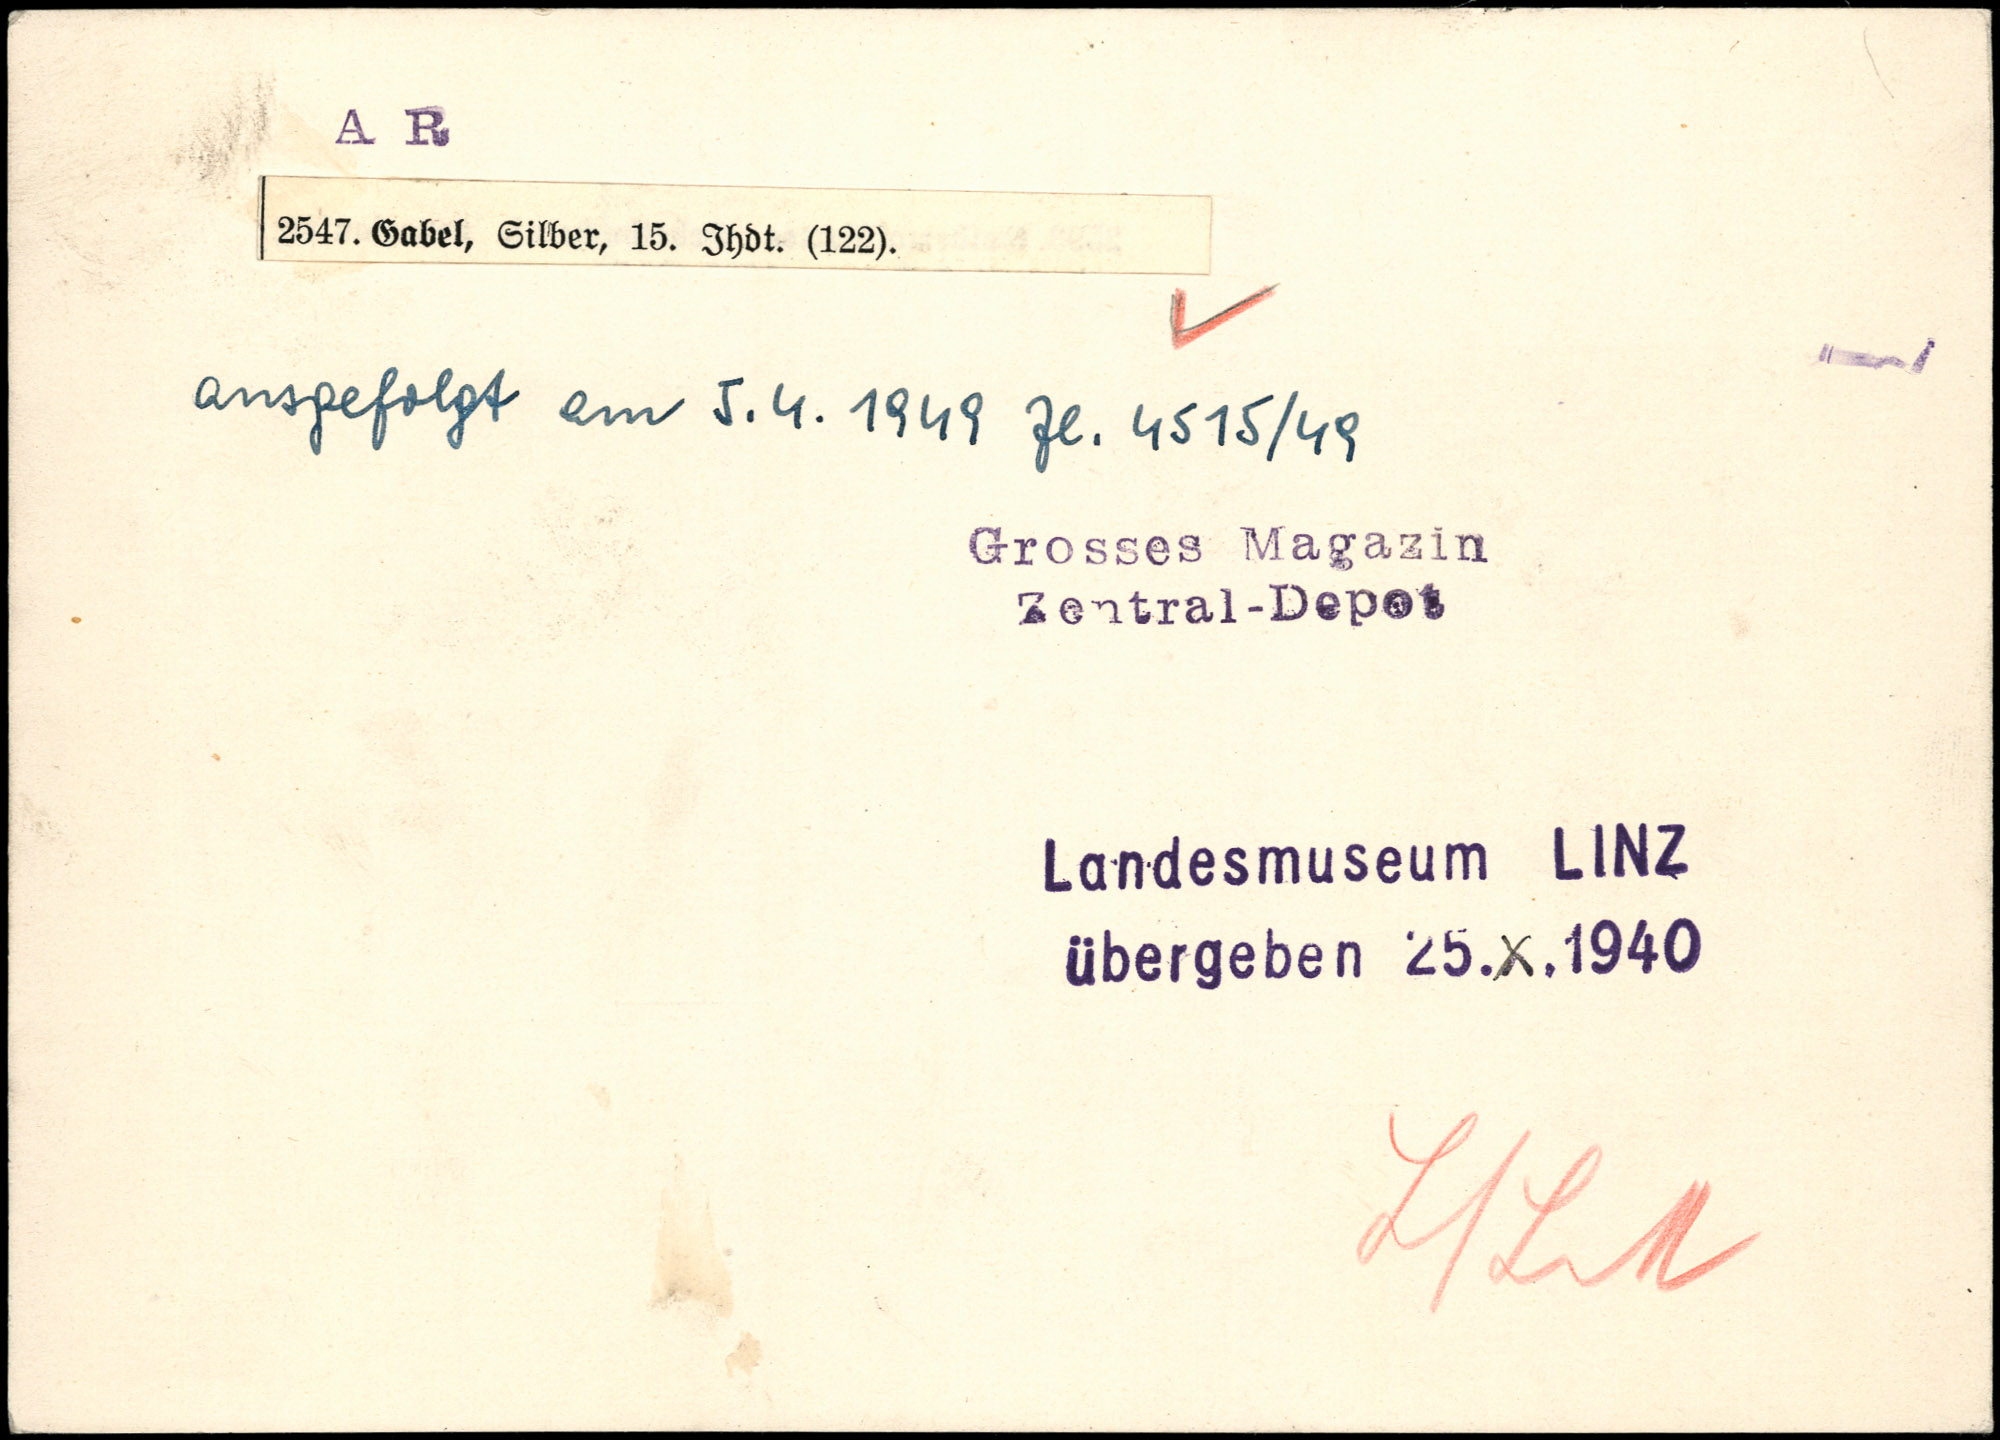 A R
2547. Gabel, Silber, 15. Jhdt. (122).
ausgefolgt am 5.4. 1949 Zl. 4515/49
Grosses Magazin
Zentral-Depot
Landesmuseum LINZ
übergeben 25.X.1940